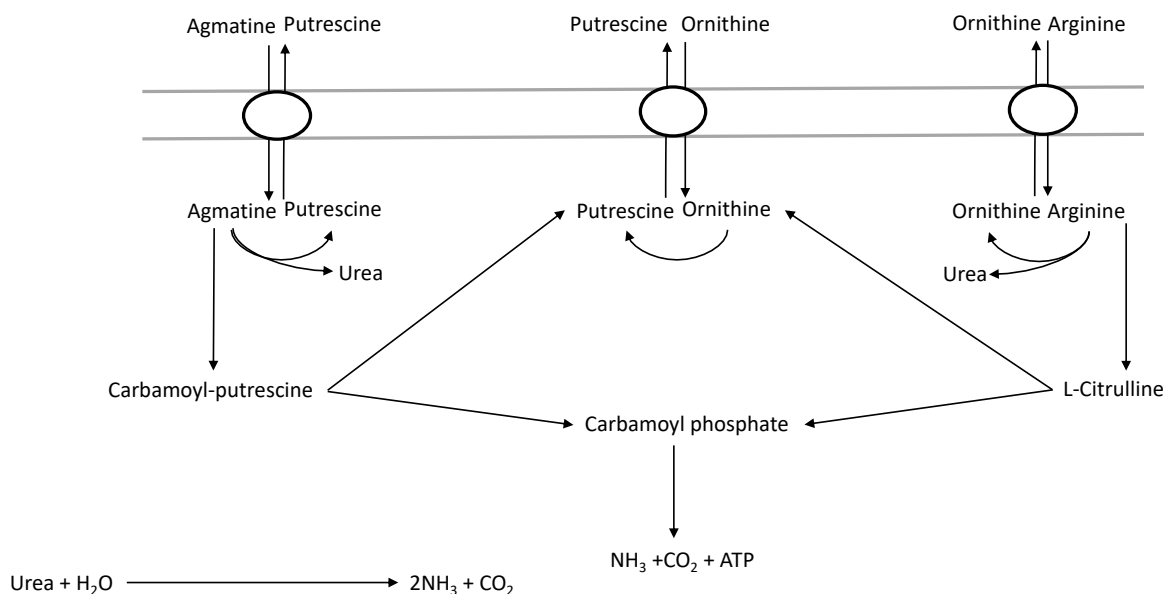 Agmatine Putrescine
Putrescine Ornithine
Ornithine Arginine
Agmatine Putrescine
Putrescine Ornithine
Ornithine Arginine
Urea
Urea
Carbamoyl-putrescine
L-Citrulline
Carbamoyl phosphate
NH₃ +CO₂ + ATP
Urea + H₂O
2NH₃ + CO₂